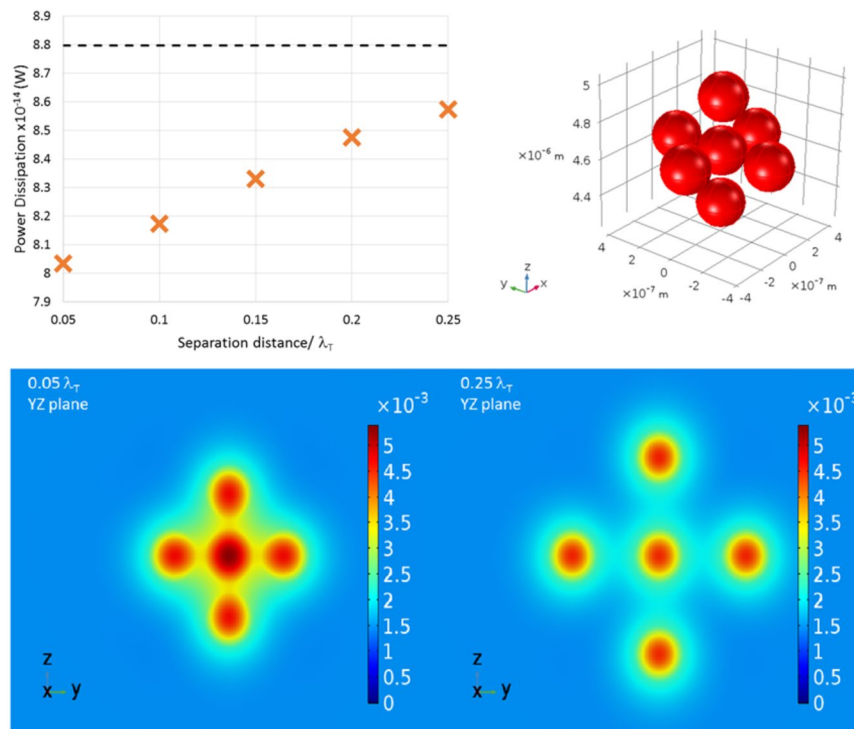 8.9
8.8
8.7
8.6
8.5
8.4
8.3
8.2
8.1
8
7.9
Power Dissipation x10⁻¹⁴ (W)
0.05 0.1 0.15 0.2 0.25
Separation distance/ λT
5
4.8
4.6
4.4
×10⁻⁶ m
4 2 0 -2 -4
×10⁻⁷ m
-4 -2 0 2 4
×10⁻⁷ m
z
y x
0.05 λT
YZ plane
×10⁻³
5
4.5
4
3.5
3
2.5
2
1.5
1
0.5
0
z
x y
0.25 λT
YZ plane
×10⁻³
5
4.5
4
3.5
3
2.5
2
1.5
1
0.5
0
z
x y